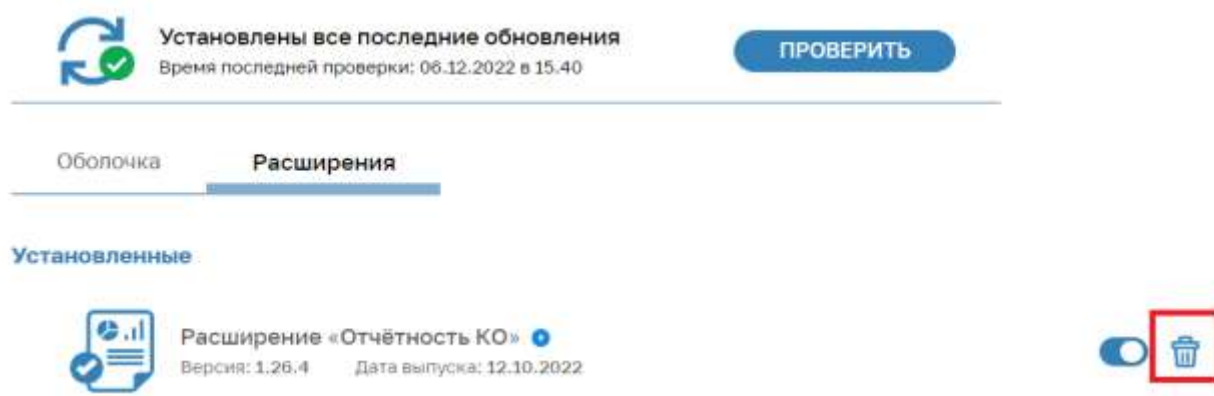 Установлены все последние обновления
Время последней проверки: 06.12.2022 в 15.40
ПРОВЕРИТЬ
Оболочка Расширения
Установленные
Расширение «Отчётность КО»
Версия: 1.26.4 Дата выпуска: 12.10.2022